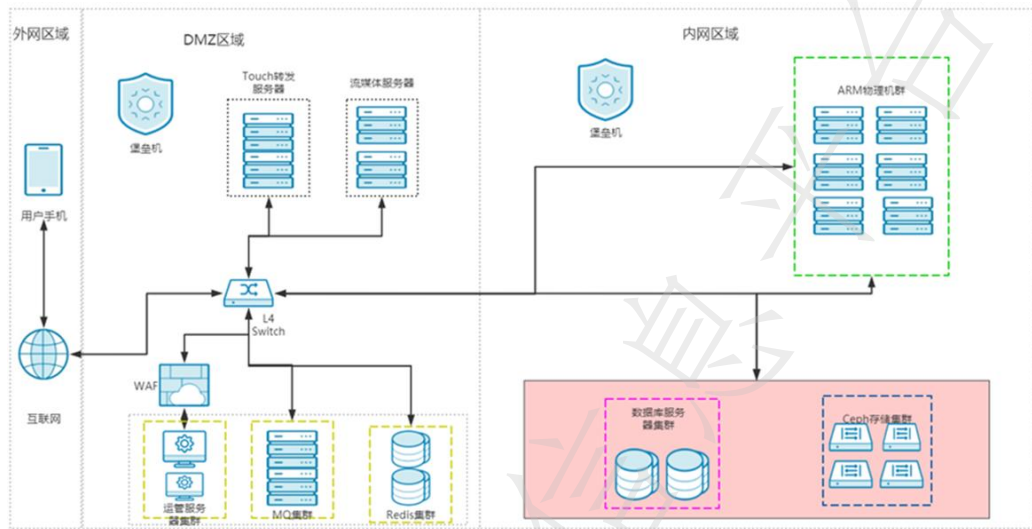 外网区域
DMZ区域
内网区域
Touch转发
服务器
流媒体服务器
堡垒机
堡垒机
ARM物理机群
用户手机
L4
Switch
WAF
互联网
运管服务
器集群
MQ集群
Redis集群
数据库服务
器集群
Ceph存储集群